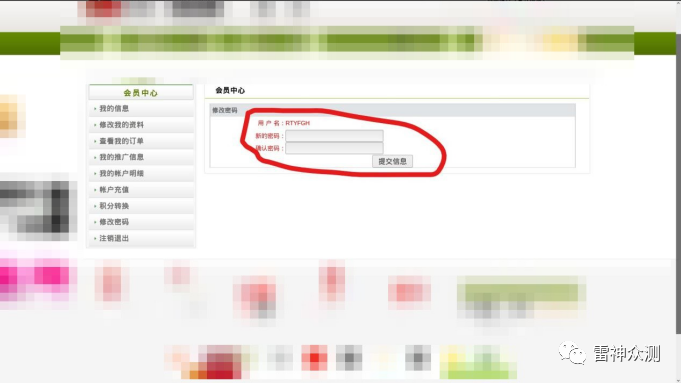 会员中心
我的信息
修改我的资料
查看我的订单
我的推广信息
我的帐户明细
帐户充值
积分转换
修改密码
注销退出
会员中心
修改密码
用 户 名：RTYFGH
新的密码：
确认密码：
提交信息
雷神众测